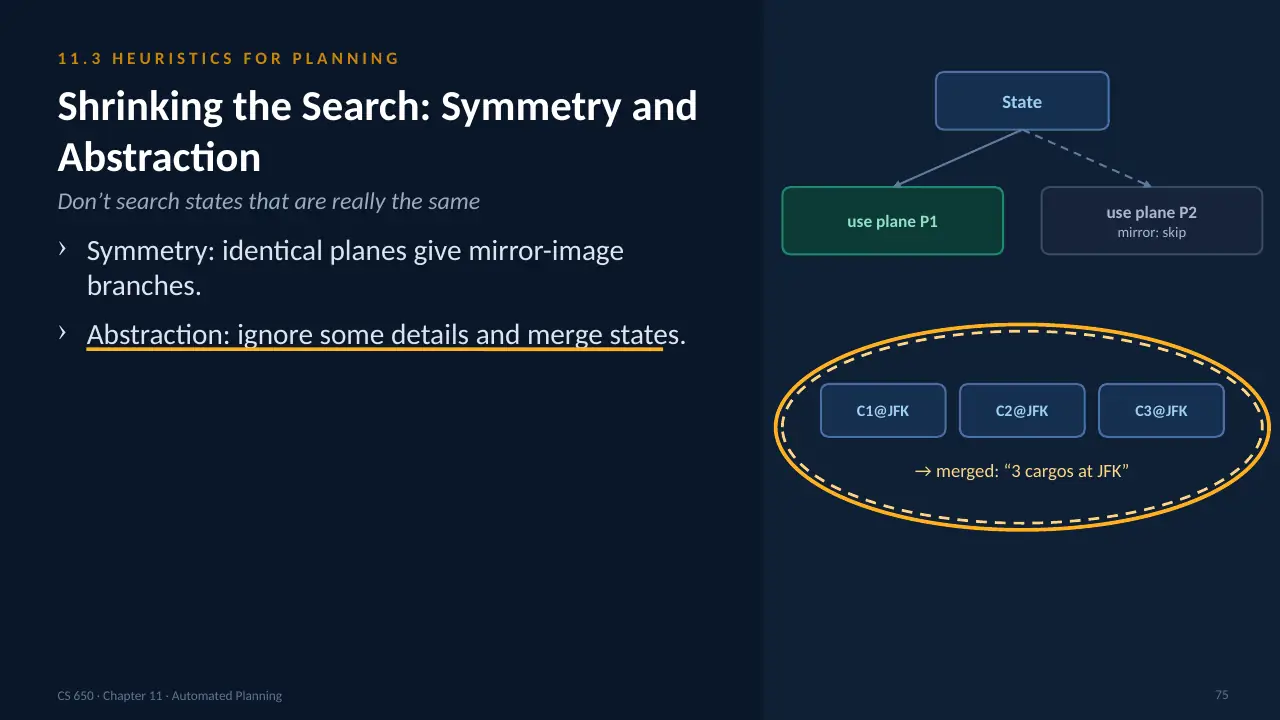 11.3 HEURISTICS FOR PLANNING
Shrinking the Search: Symmetry and
Abstraction
Don’t search states that are really the same
› Symmetry: identical planes give mirror-image
branches.
› Abstraction: ignore some details and merge states.
State
use plane P1
use plane P2
mirror: skip
C1@JFK
C2@JFK
C3@JFK
→ merged: “3 cargos at JFK”
CS 650 · Chapter 11 · Automated Planning
75